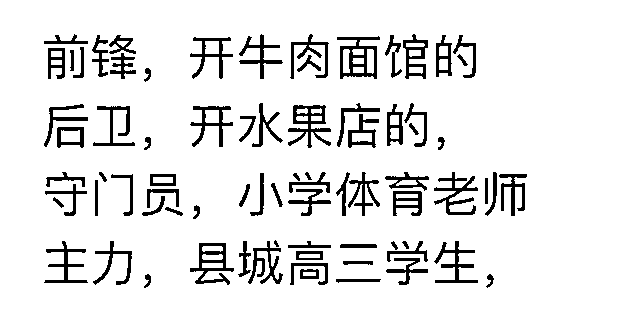 前锋，开牛肉面馆的
后卫，开水果店的，
守门员，小学体育老师
主力，县城高三学生，